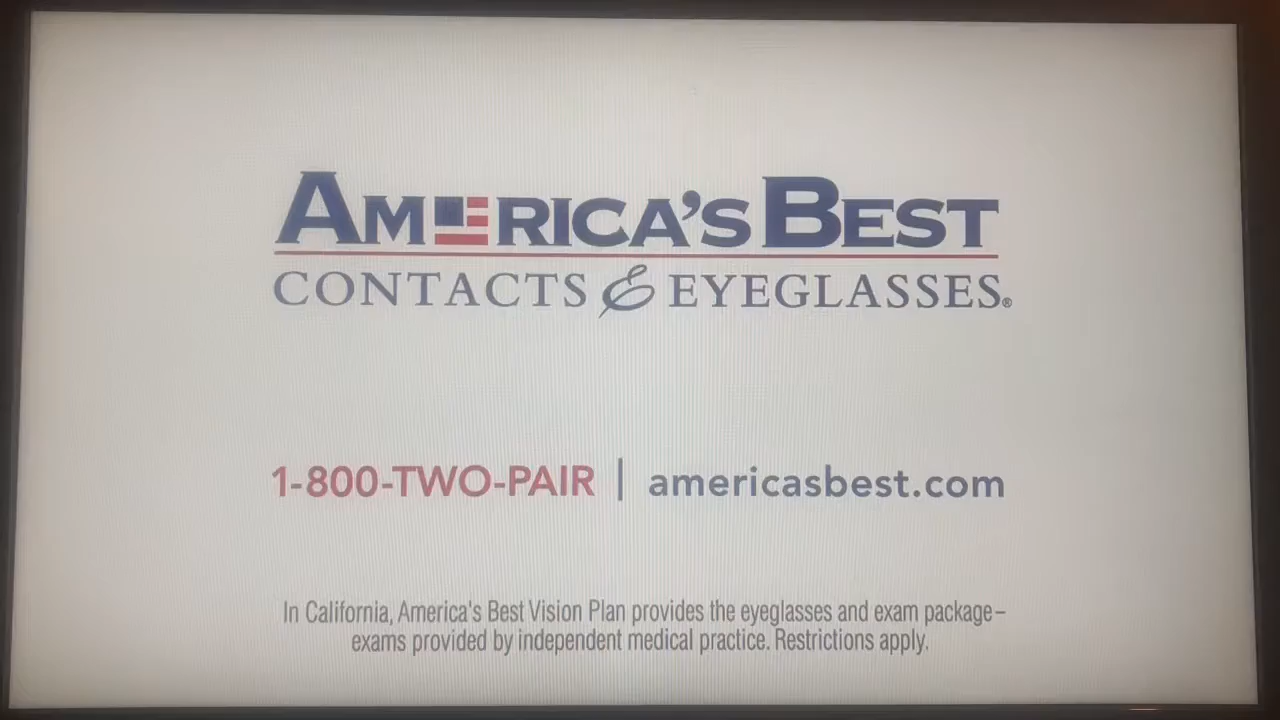 AMERICA'S BEST
CONTACTS & EYEGLASSES®
1-800-TWO-PAIR | americasbest.com
In California, America's Best Vision Plan provides the eyeglasses and exam package–
exams provided by independent medical practice. Restrictions apply.